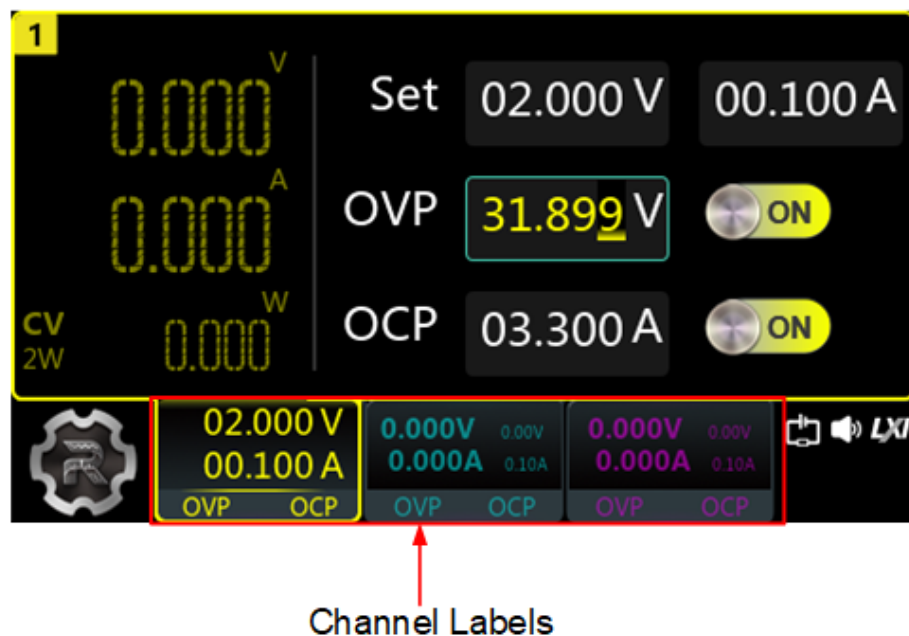 1
0.000 V
Set 02.000 V 00.100 A
0.000 A
OVP 31.899 V ON
0.000 W
OCP 03.300 A ON
CV
2W
02.000 V
00.100 A
OVP OCP
0.000V 0.00V
0.000A 0.10A
OVP OCP
0.000V 0.00V
0.000A 0.10A
OVP OCP
R
LXI
Channel Labels